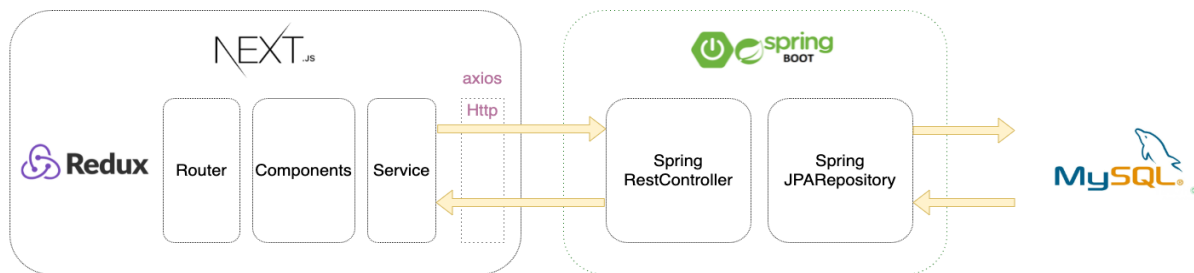 NEXT.JS
spring
BOOT
axios
Http
Redux
Router
Components
Service
Spring
RestController
Spring
JPARepository
MySQL®